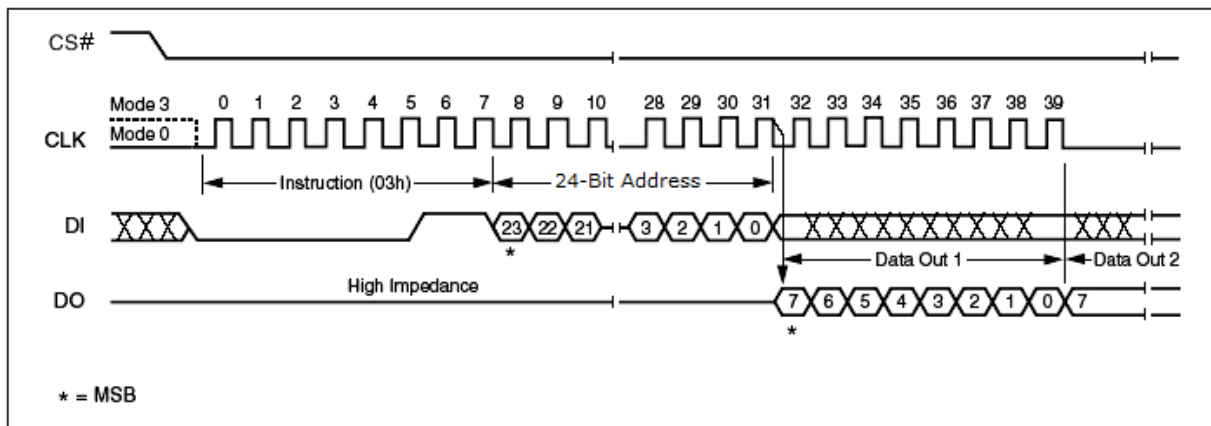 CS#
Mode 3 0 1 2 3 4 5 6 7 8 9 10 28 29 30 31 32 33 34 35 36 37 38 39
CLK Mode 0
Instruction (03h) 24-Bit Address
DI 23 22 21 3 2 1 0
* Data Out 1 Data Out 2
High Impedance
DO 7 6 5 4 3 2 1 0 7
*
* = MSB